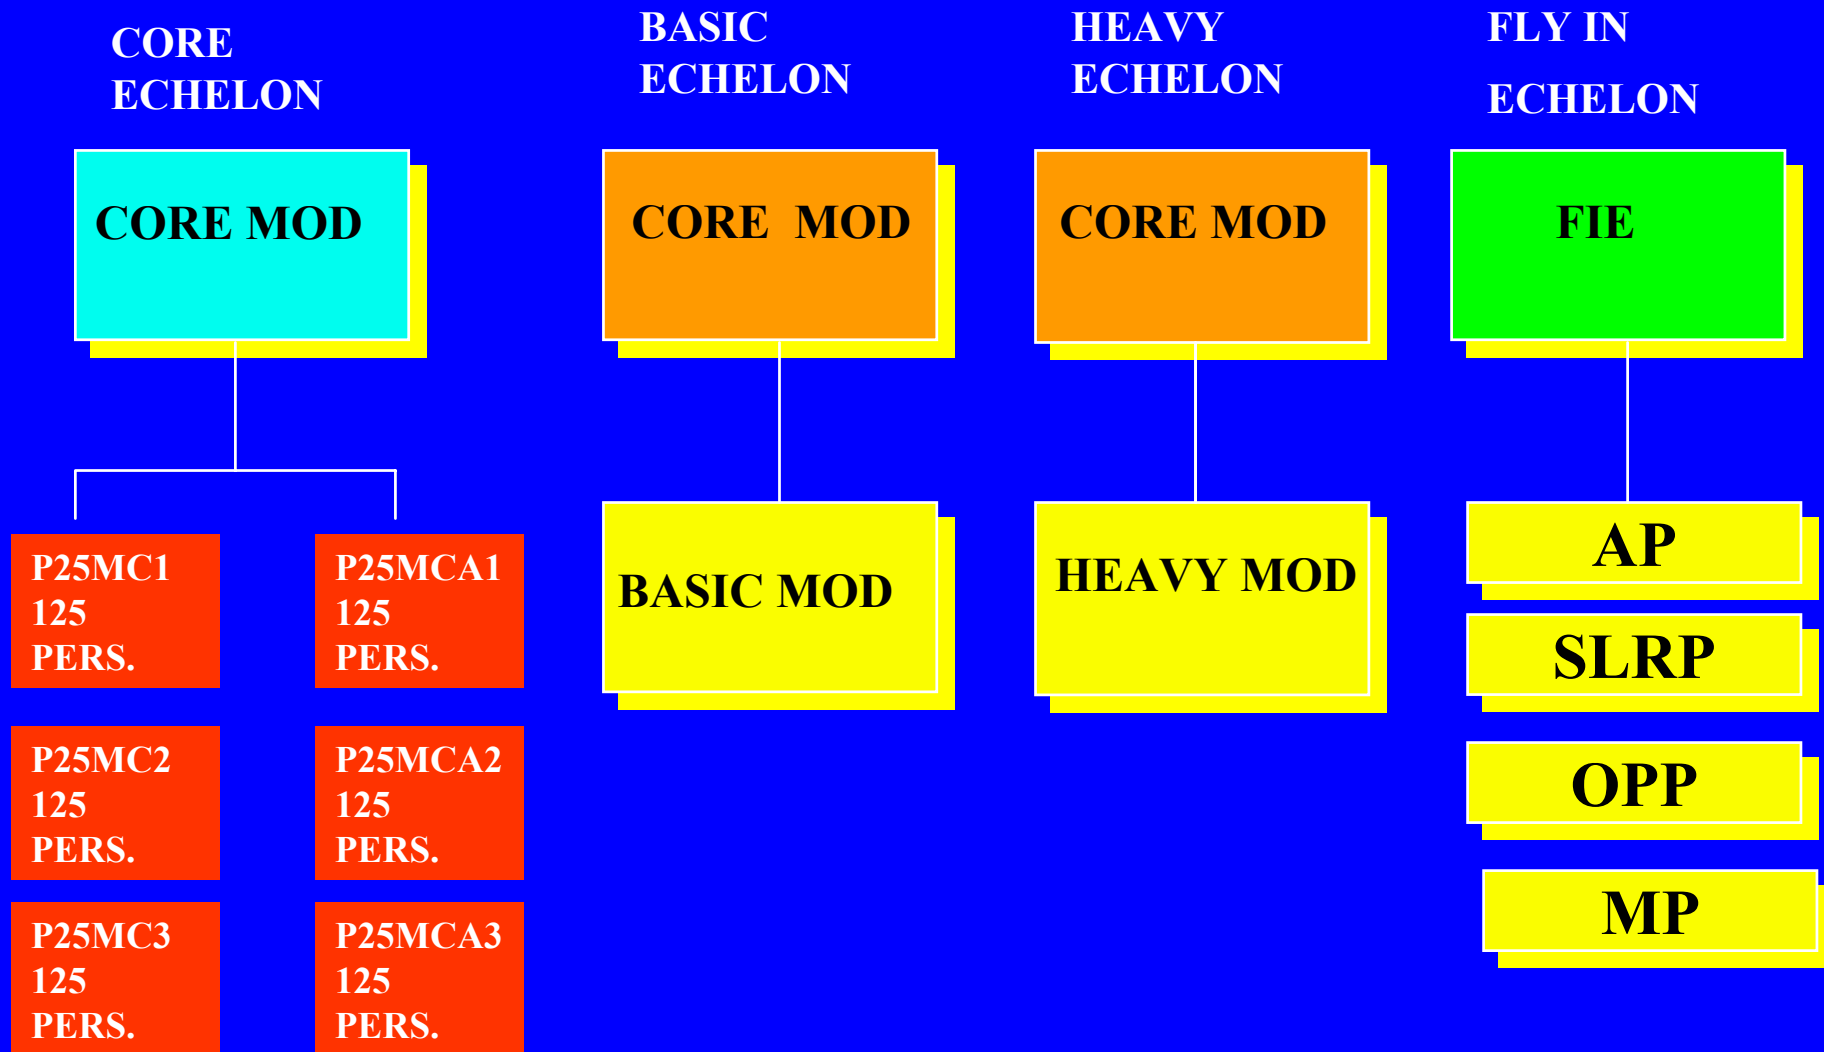 CORE
ECHELON
BASIC
ECHELON
HEAVY
ECHELON
FLY IN
ECHELON
CORE MOD
CORE MOD
CORE MOD
FIE
P25MC1
125
PERS.
P25MCA1
125
PERS.
P25MC2
125
PERS.
P25MCA2
125
PERS.
P25MC3
125
PERS.
P25MCA3
125
PERS.
BASIC MOD
HEAVY MOD
AP
SLRP
OPP
MP